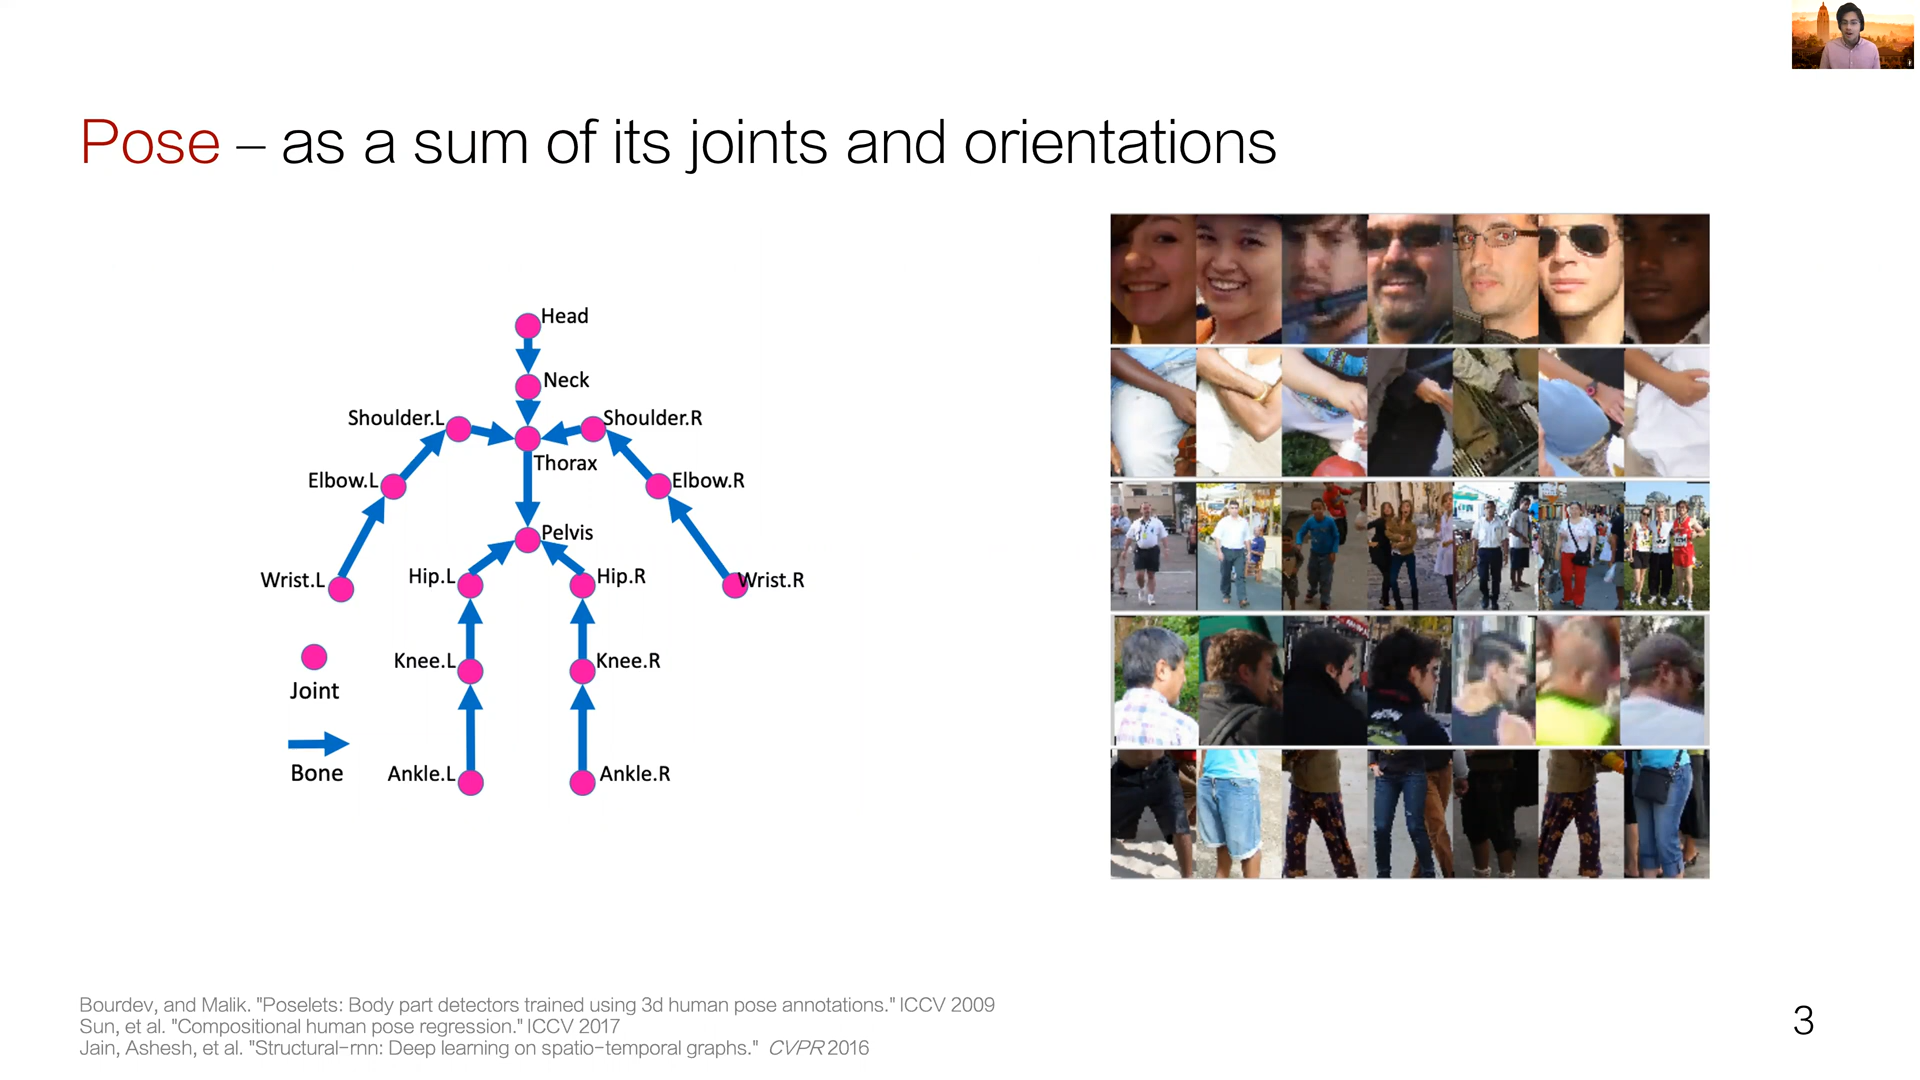 Pose – as a sum of its joints and orientations
Head
Neck
Shoulder.L
Shoulder.R
Thorax
Elbow.L
Elbow.R
Pelvis
Wrist.L
Hip.L
Hip.R
Wrist.R
Knee.L
Knee.R
Joint
Bone
Ankle.L
Ankle.R
Bourdev, and Malik. "Poselets: Body part detectors trained using 3d human pose annotations." ICCV 2009
Sun, et al. "Compositional human pose regression." ICCV 2017
Jain, Ashesh, et al. "Structural-rnn: Deep learning on spatio-temporal graphs." CVPR 2016
3